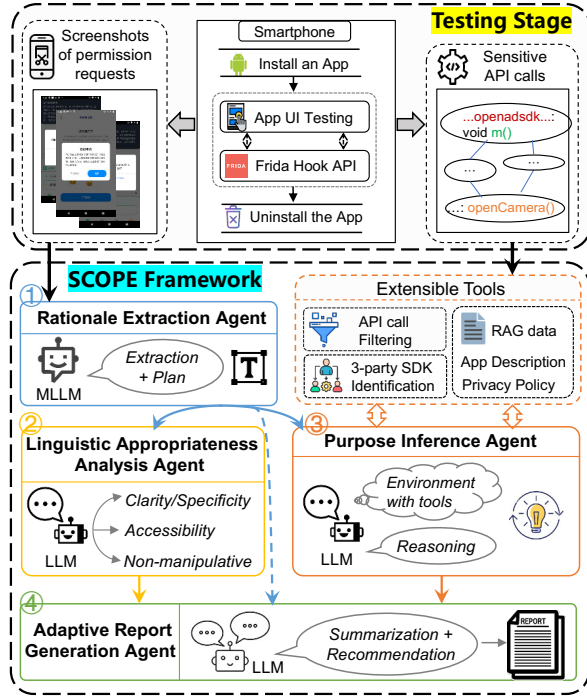 Testing Stage
Screenshots
of permission
requests
Smartphone
Install an App
App UI Testing
FRIDA
Frida Hook API
Uninstall the App
Sensitive
API calls
...openadsdk...:
void m()
...
...
...: openCamera()
SCOPE Framework
①
Rationale Extraction Agent
MLLM
Extraction
+ Plan
T
Extensible Tools
API call
Filtering
3-party SDK
Identification
RAG data
App Description
Privacy Policy
②
Linguistic Appropriateness
Analysis Agent
LLM
Clarity/Specificity
Accessibility
Non-manipulative
③
Purpose Inference Agent
Environment
with tools
LLM
Reasoning
④
Adaptive Report
Generation Agent
LLM
Summarization +
Recommendation
REPORT